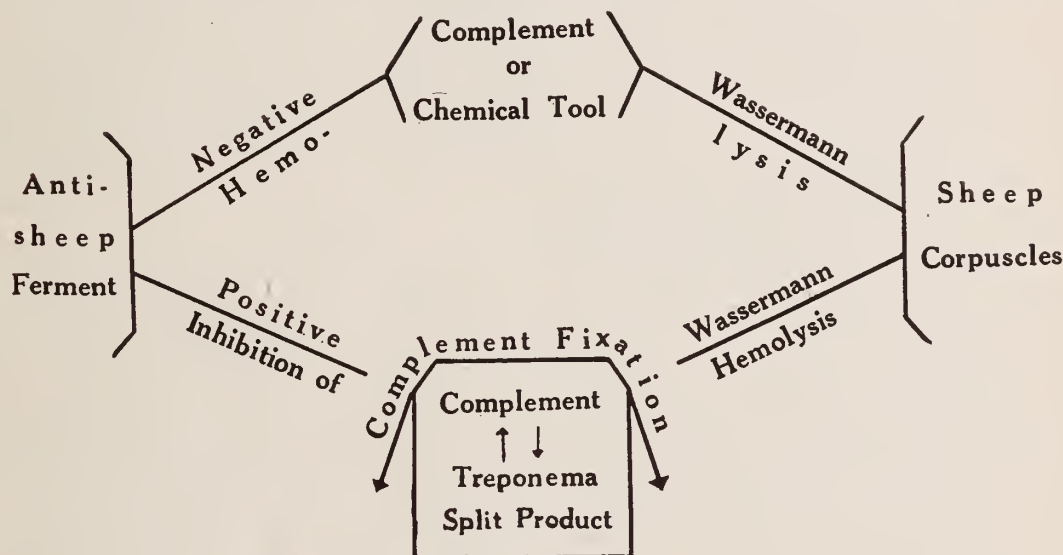 Complement
or
Chemical Tool
Negative
Hemo-
Wassermann
lysis
Anti-
sheep
Ferment
Sheep
Corpuscles
Positive
Inhibition of
Wassermann
Hemolysis
Complement Fixation
Complement
↑ ↓
Treponema
Split Product